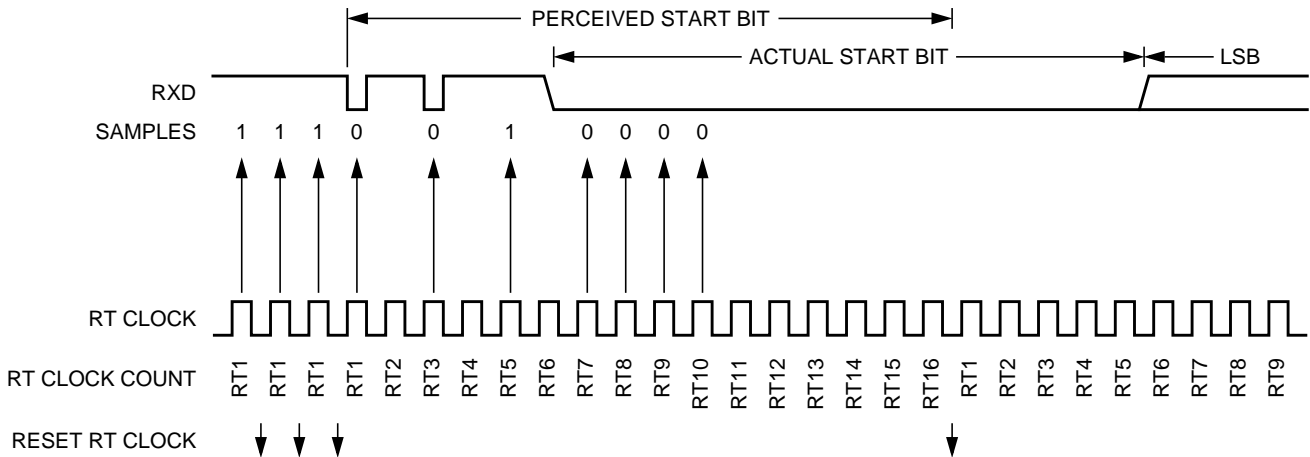 PERCEIVED START BIT
ACTUAL START BIT
LSB
RXD
SAMPLES 1 1 1 0 0 1 0 0 0 0
RT CLOCK
RT CLOCK COUNT RT1 RT1 RT1 RT1 RT2 RT3 RT4 RT5 RT6 RT7 RT8 RT9 RT10 RT11 RT12 RT13 RT14 RT15 RT16 RT1 RT2 RT3 RT4 RT5 RT6 RT7 RT8 RT9
RESET RT CLOCK